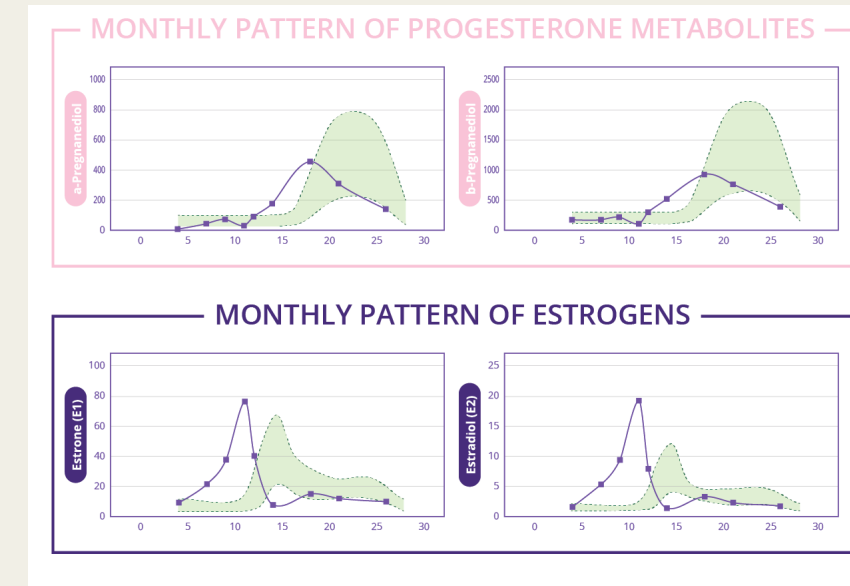 MONTHLY PATTERN OF PROGESTERONE METABOLITES
a-Pregnanediol
1000
800
600
400
200
0
0 5 10 15 20 25 30
b-Pregnanediol
2500
2000
1500
1000
500
0
0 5 10 15 20 25 30
MONTHLY PATTERN OF ESTROGENS
Estrone (E1)
100
80
60
40
20
0
0 5 10 15 20 25 30
Estradiol (E2)
25
20
15
10
5
0
0 5 10 15 20 25 30